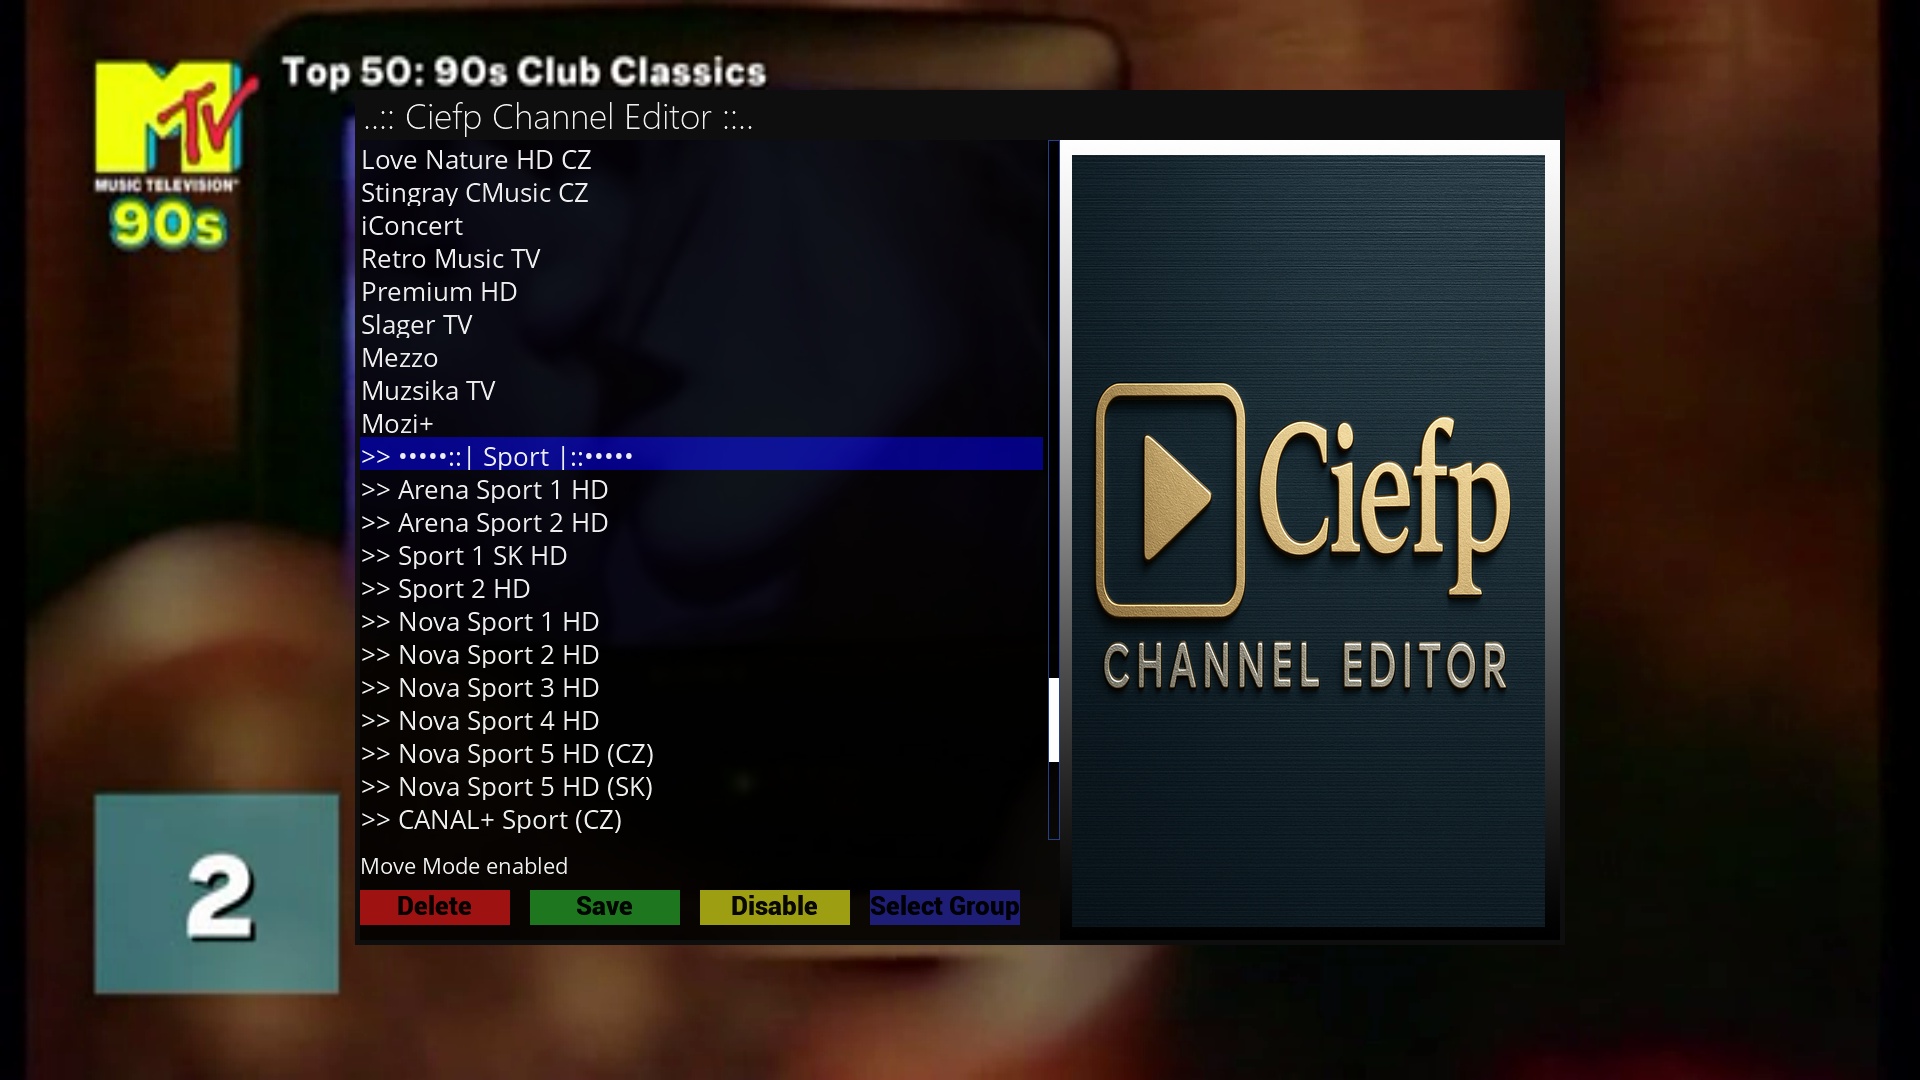 MTV
MUSIC TELEVISION
90s
Top 50: 90s Club Classics
..:: Ciefp Channel Editor ::..
Love Nature HD CZ
Stingray CMusic CZ
iConcert
Retro Music TV
Premium HD
Slager TV
Mezzo
Muzsika TV
Mozi+
>> •••••::| Sport |::•••••
>> Arena Sport 1 HD
>> Arena Sport 2 HD
>> Sport 1 SK HD
>> Sport 2 HD
>> Nova Sport 1 HD
>> Nova Sport 2 HD
>> Nova Sport 3 HD
>> Nova Sport 4 HD
>> Nova Sport 5 HD (CZ)
>> Nova Sport 5 HD (SK)
>> CANAL+ Sport (CZ)
Move Mode enabled
Delete Save Disable Select Group
Ciefp
CHANNEL EDITOR
2